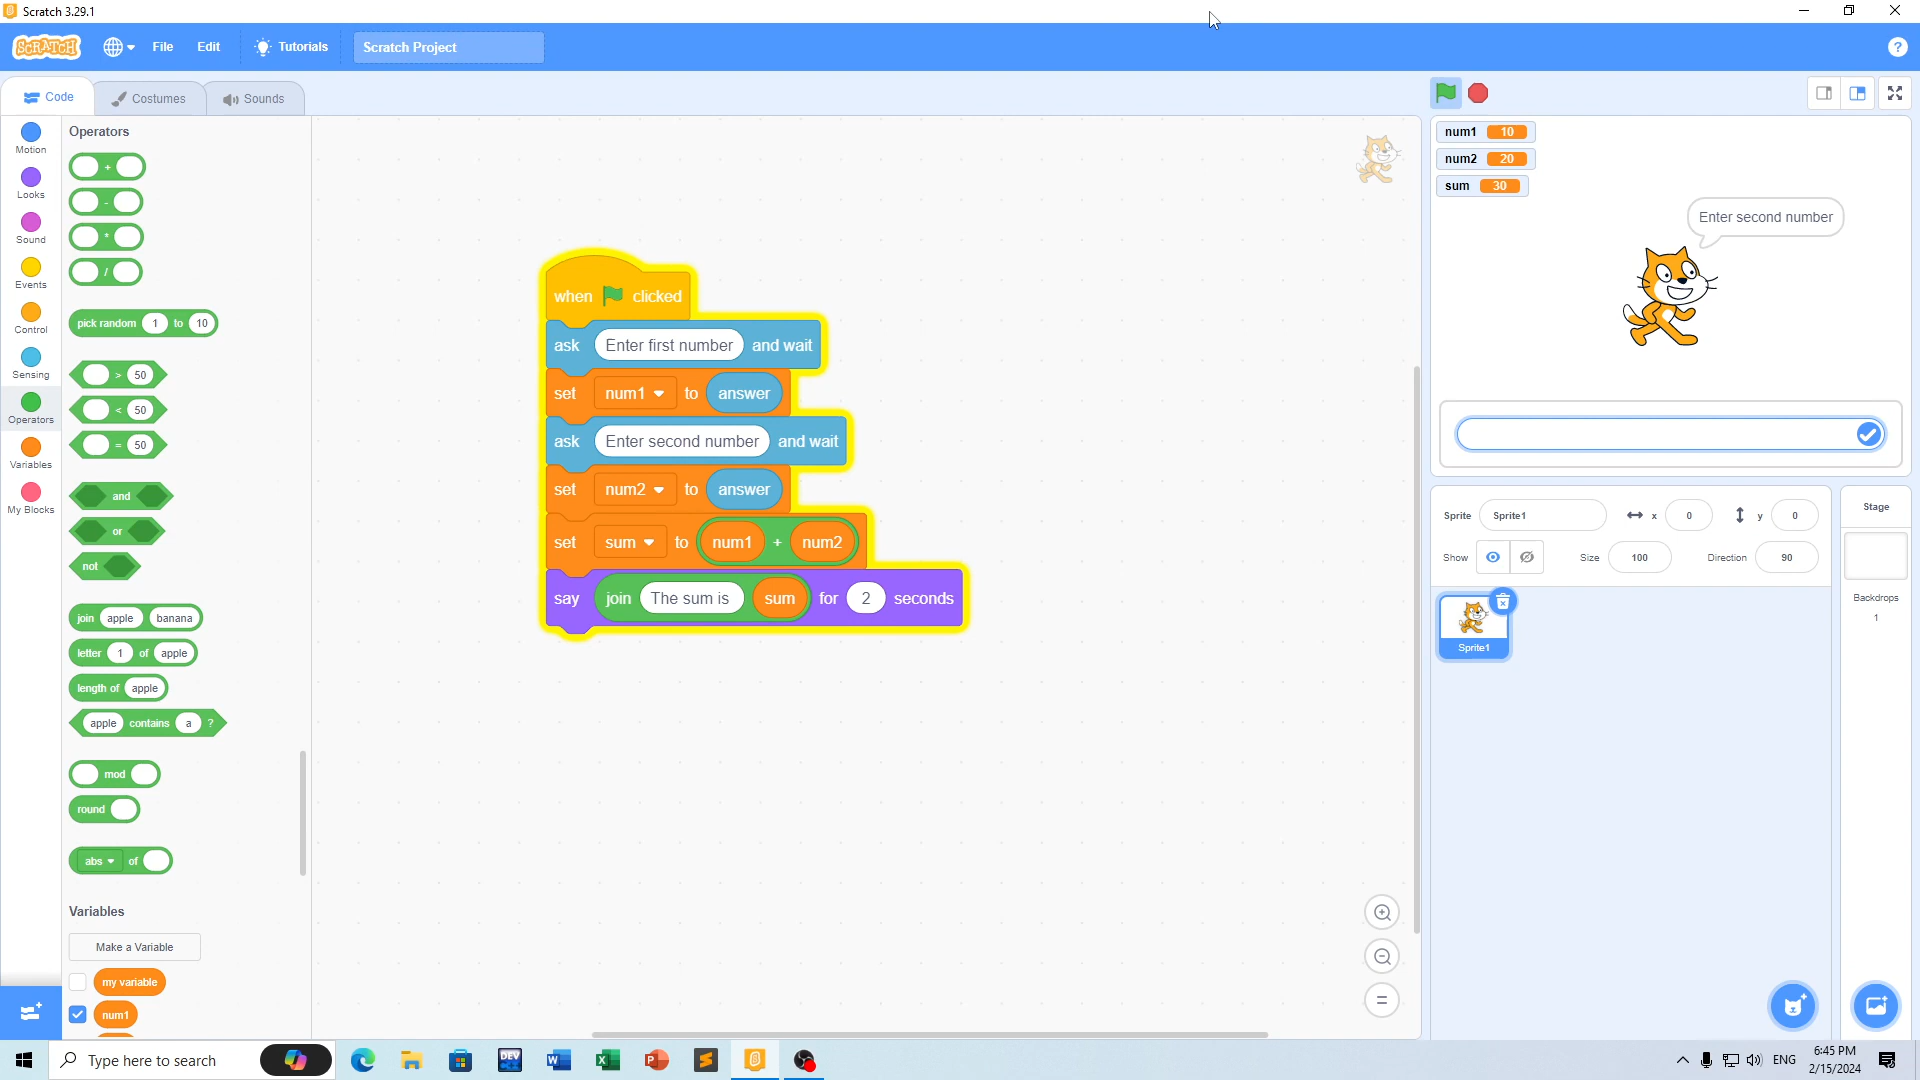 Scratch 3.29.1
SCRATCH File Edit Tutorials Scratch Project ?
Code Costumes Sounds
Motion
Looks
Sound
Events
Control
Sensing
Operators
Variables
My Blocks
Operators
+
-
*
/
pick random 1 to 10
> 50
< 50
= 50
and
or
not
join apple banana
letter 1 of apple
length of apple
apple contains a ?
mod
round
abs of
Variables
Make a Variable
my variable
num1
when clicked
ask Enter first number and wait
set num1 to answer
ask Enter second number and wait
set num2 to answer
set sum to num1 + num2
say join The sum is sum for 2 seconds
num1 10
num2 20
sum 30
Enter second number
Sprite Sprite1 x 0 y 0
Show Size 100 Direction 90
Sprite1
Stage
Backdrops
1
Type here to search
DEV
ENG
6:45 PM
2/15/2024